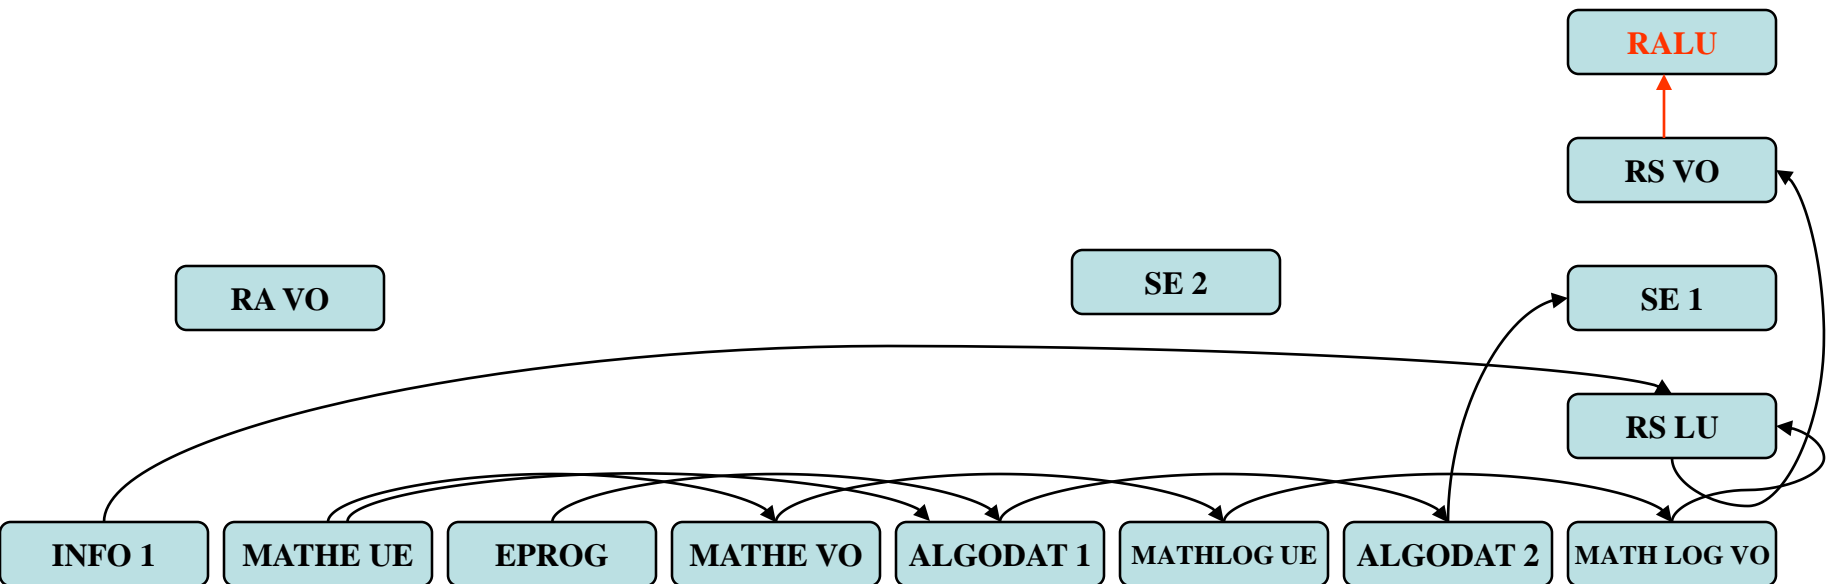 RALU
RS VO
SE 2
RA VO
SE 1
RS LU
INFO 1
MATHE UE
EPROG
MATHE VO
ALGODAT 1
MATHLOG UE
ALGODAT 2
MATH LOG VO